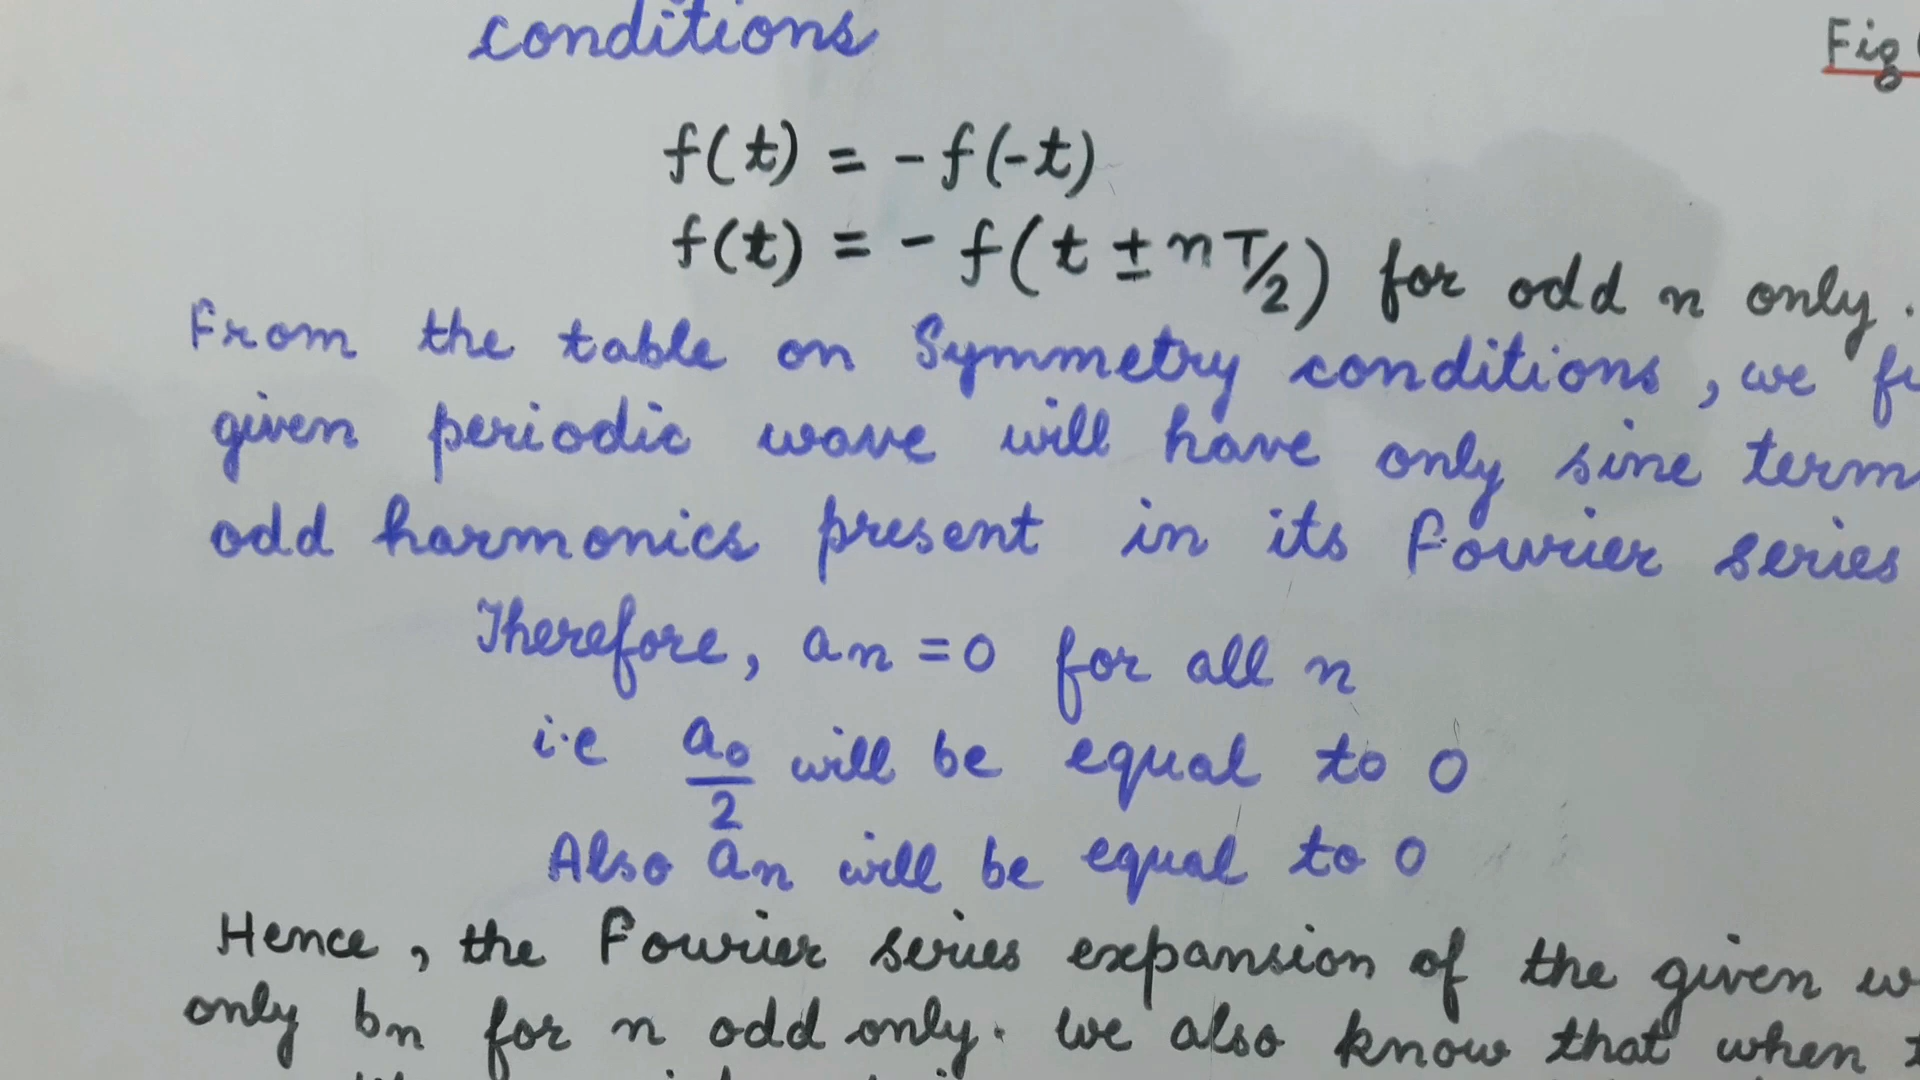 conditions
Fig
f(t) = -f(-t)
f(t) = - f(t ± nT/2) for odd n only.
From the table on Symmetry conditions, we
given periodic wave will have only sine term
odd harmonics present in its Fourier series
Therefore, an = 0 for all n
i.e a0/2 will be equal to 0
Also an will be equal to 0
Hence, the Fourier series expansion of the given
only bn for n odd only. We also know that when